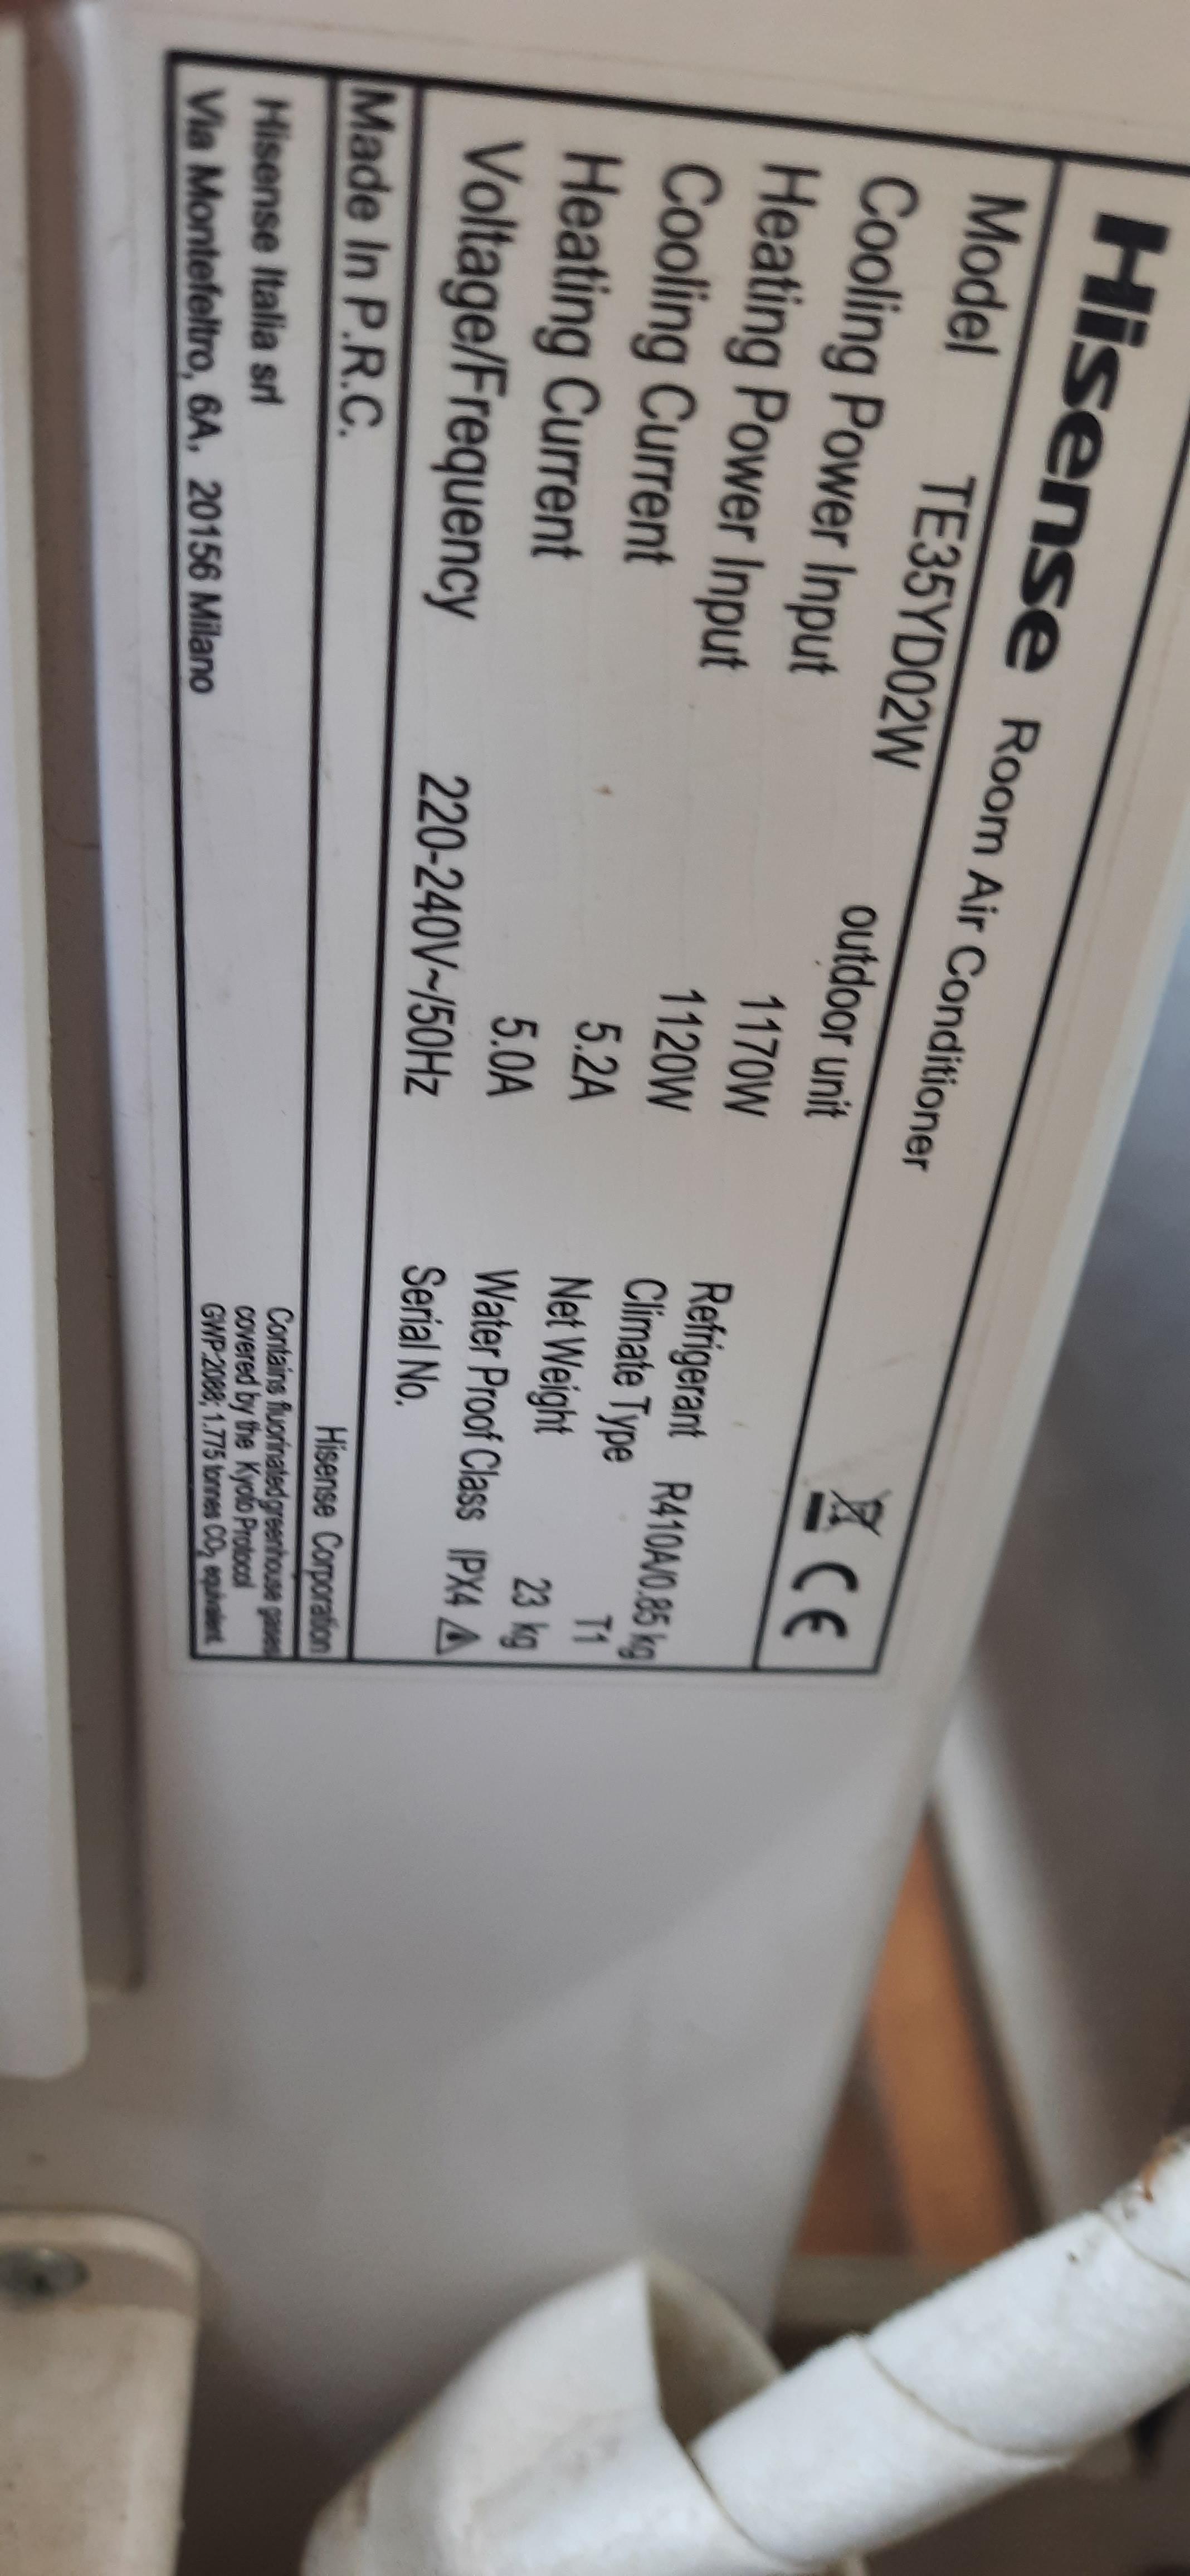 Hisense Room Air Conditioner
Model TE35YD02W outdoor unit
Cooling Power Input 1170W
Heating Power Input 1120W
Cooling Current 5.2A
Heating Current 5.0A
Voltage/Frequency 220-240V~/50Hz
Refrigerant R410A/0.85 kg
Climate Type T1
Net Weight 23 kg
Water Proof Class IPX4
Serial No.
Made In P.R.C. Hisense Corporation
Hisense Italia srl
Via Montefeltro, 6A, 20156 Milano
Contains fluorinated greenhouse gases
covered by the Kyoto Protocol
GWP:2088; 1.775 tonnes CO₂ equivalent